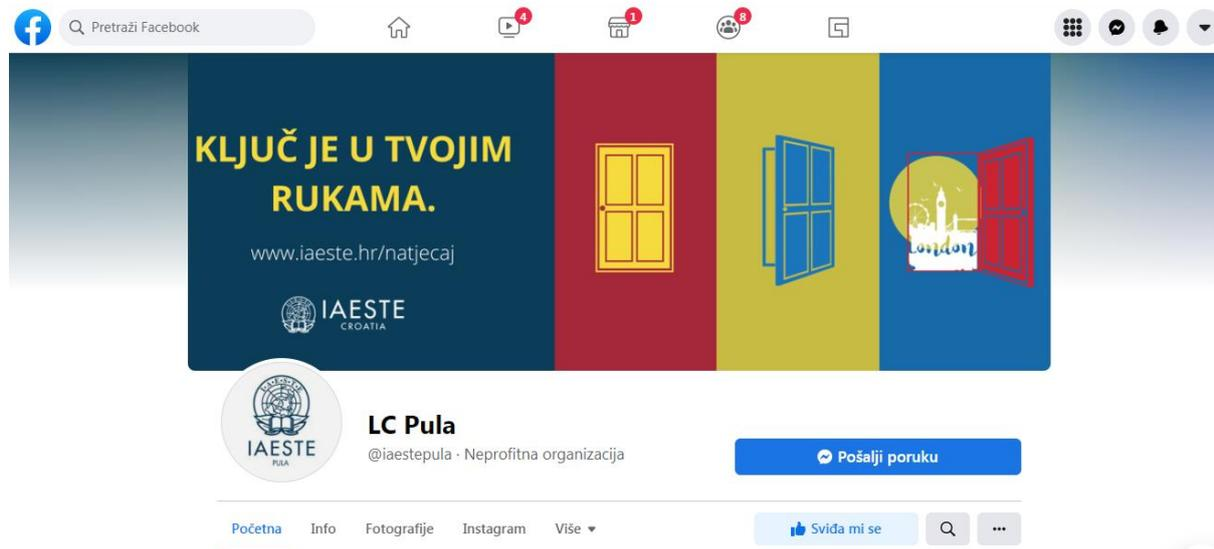 Pretraži Facebook
4
1
8
KLJUČ JE U TVOJIM
RUKAMA.
www.iaeste.hr/natjecaj
IAESTE
CROATIA
London
I·A·E·S·T·E
IAESTE
PULA
LC Pula
@iaestepula · Neprofitna organizacija
Pošalji poruku
Početna Info Fotografije Instagram Više
Sviđa mi se